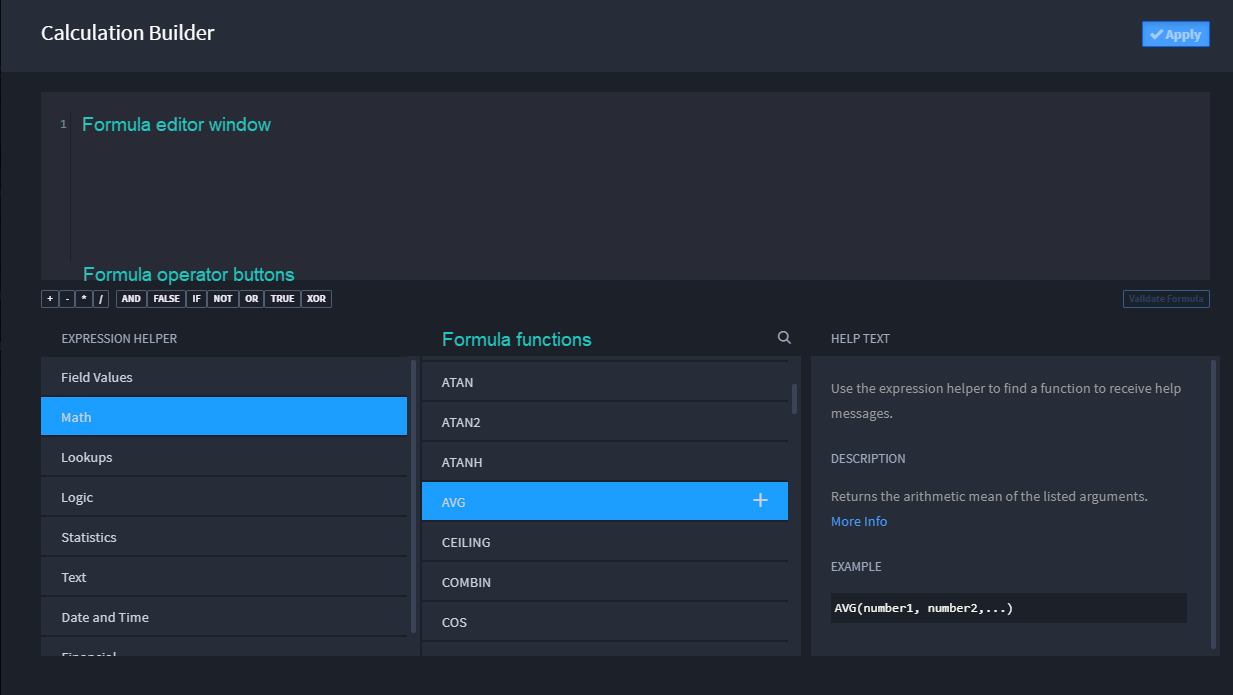 Calculation Builder
Apply
1
Formula editor window
Formula operator buttons
+ - * / AND FALSE IF NOT OR TRUE XOR
Validate Formula
EXPRESSION HELPER
Field Values
Math
Lookups
Logic
Statistics
Text
Date and Time
Financial
Formula functions
ATAN
ATAN2
ATANH
AVG
CEILING
COMBIN
COS
HELP TEXT
Use the expression helper to find a function to receive help
messages.
DESCRIPTION
Returns the arithmetic mean of the listed arguments.
More Info
EXAMPLE
AVG(number1, number2,...)